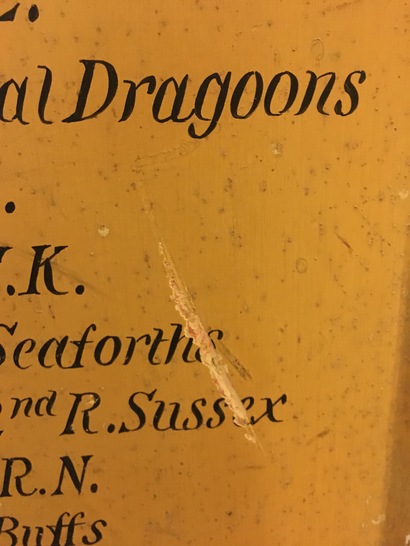 al Dragoons
.K.
Seaforths
nd R. Sussex
R.N.
Buffs